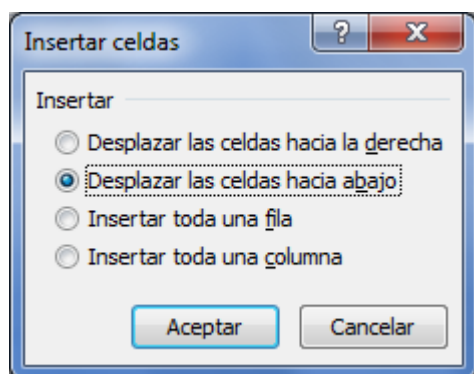 Insertar celdas
Insertar
Desplazar las celdas hacia la derecha
Desplazar las celdas hacia abajo
Insertar toda una fila
Insertar toda una columna
Aceptar Cancelar